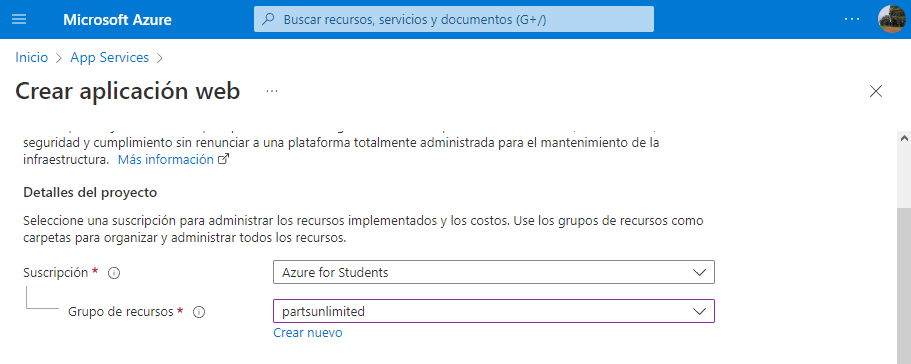 Microsoft Azure
Buscar recursos, servicios y documentos (G+/)
Inicio > App Services >
Crear aplicación web
seguridad y cumplimiento sin renunciar a una plataforma totalmente administrada para el mantenimiento de la
infraestructura. Más información
Detalles del proyecto
Seleccione una suscripción para administrar los recursos implementados y los costos. Use los grupos de recursos como
carpetas para organizar y administrar todos los recursos.
Suscripción * Azure for Students
Grupo de recursos * partsunlimited
Crear nuevo